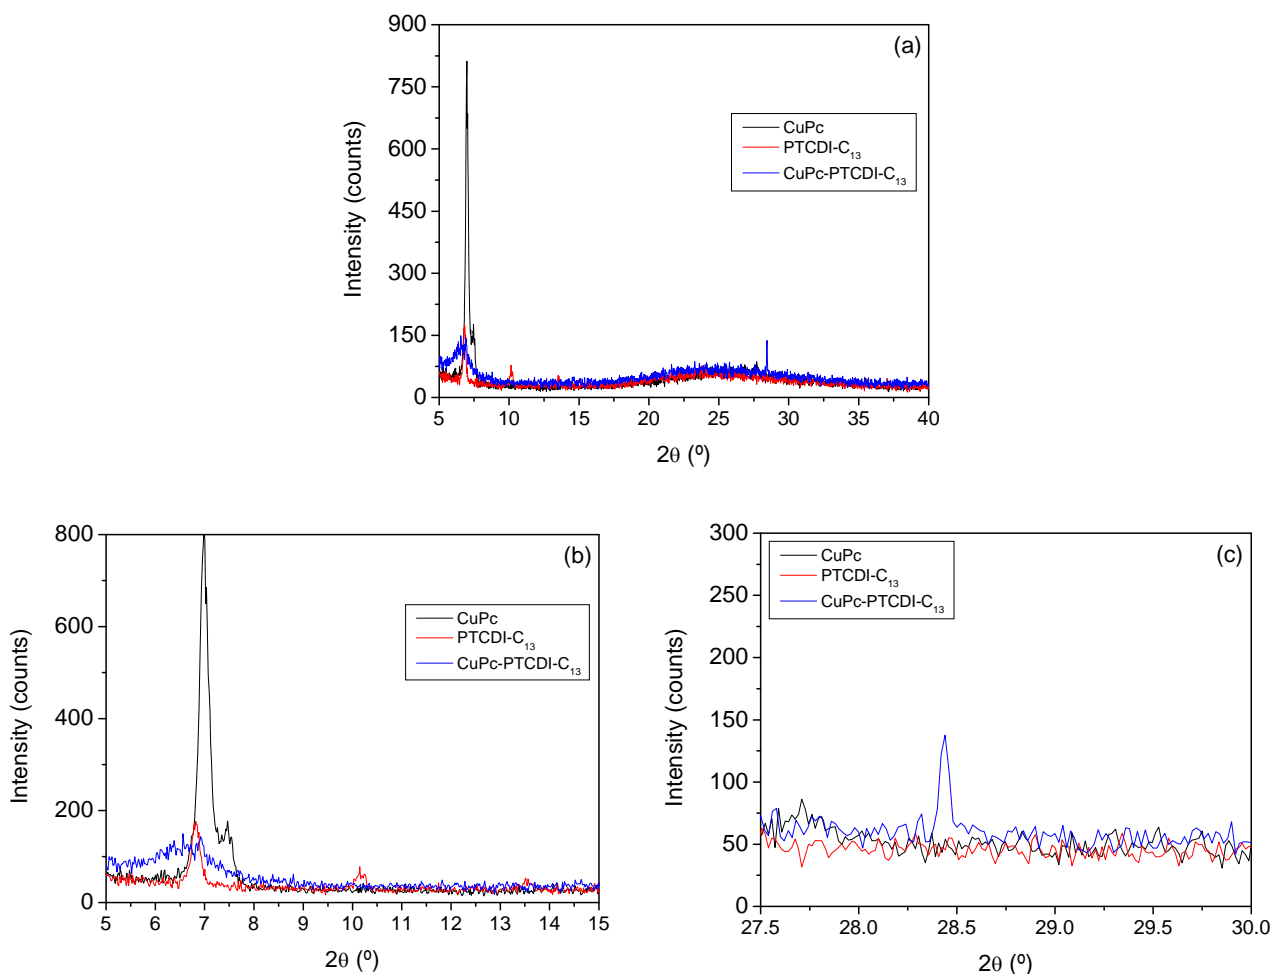 (a)
900
750
600
450
300
150
0
Intensity (counts)
CuPc
PTCDI-C₁₃
CuPc-PTCDI-C₁₃
5 10 15 20 25 30 35 40
2θ (º)
(b)
800
600
400
200
0
Intensity (counts)
CuPc
PTCDI-C₁₃
CuPc-PTCDI-C₁₃
5 6 7 8 9 10 11 12 13 14 15
2θ (º)
(c)
300
250
200
150
100
50
0
Intensity (counts)
CuPc
PTCDI-C₁₃
CuPc-PTCDI-C₁₃
27.5 28.0 28.5 29.0 29.5 30.0
2θ (º)